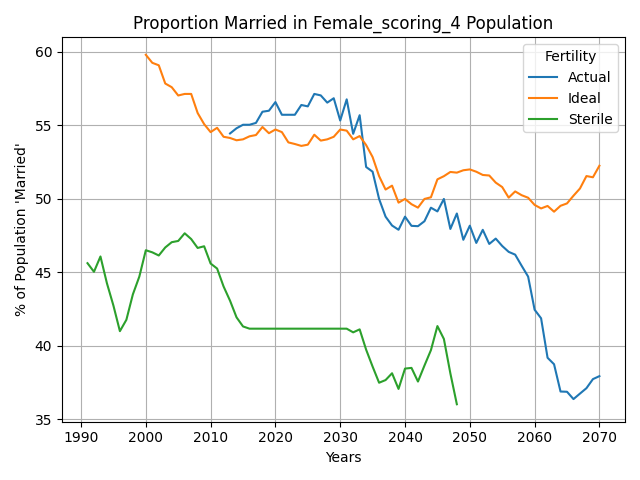 Proportion Married in Female_scoring_4 Population
Fertility
Actual
Ideal
Sterile
% of Population 'Married'
60
55
50
45
40
35
1990
2000
2010
2020
2030
2040
2050
2060
2070
Years